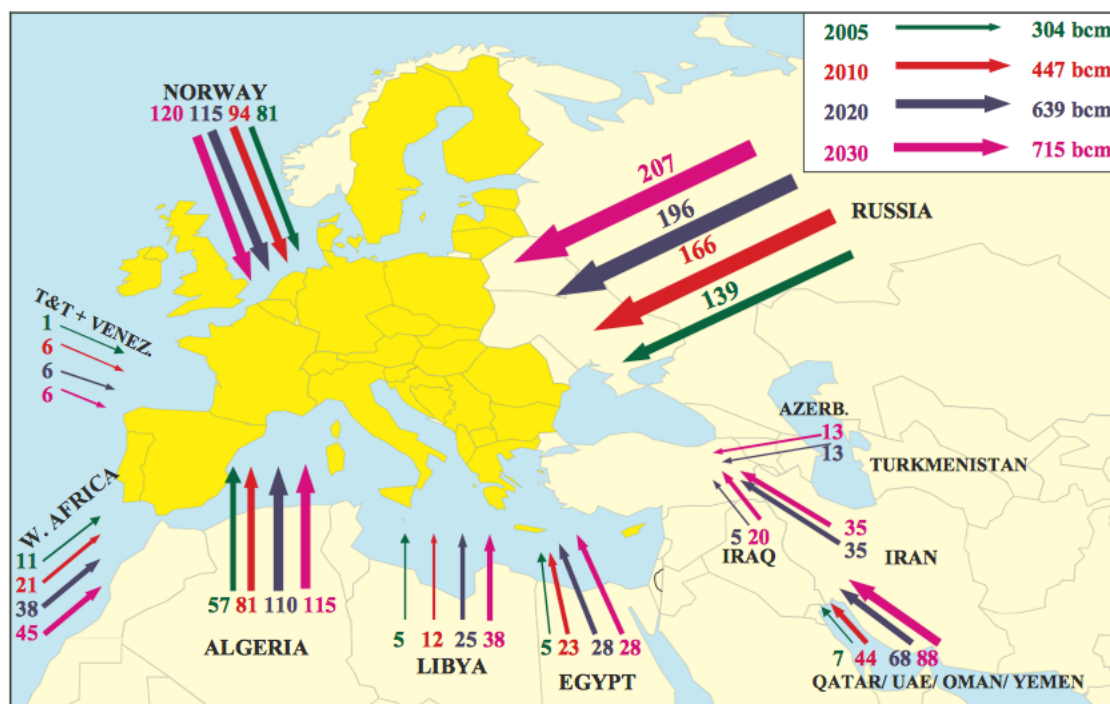 2005 304 bcm
2010 447 bcm
2020 639 bcm
2030 715 bcm
NORWAY
120 115 94 81
207
196
166
139
RUSSIA
T&T + VENEZ.
1
6
6
6
AZERB.
13
13
TURKMENISTAN
W. AFRICA
11
21
38
45
57 81 110 115
ALGERIA
5 12 25 38
LIBYA
5 23 28 28
EGYPT
5 20
IRAQ
35
35
IRAN
7 44 68 88
QATAR/ UAE/ OMAN/ YEMEN